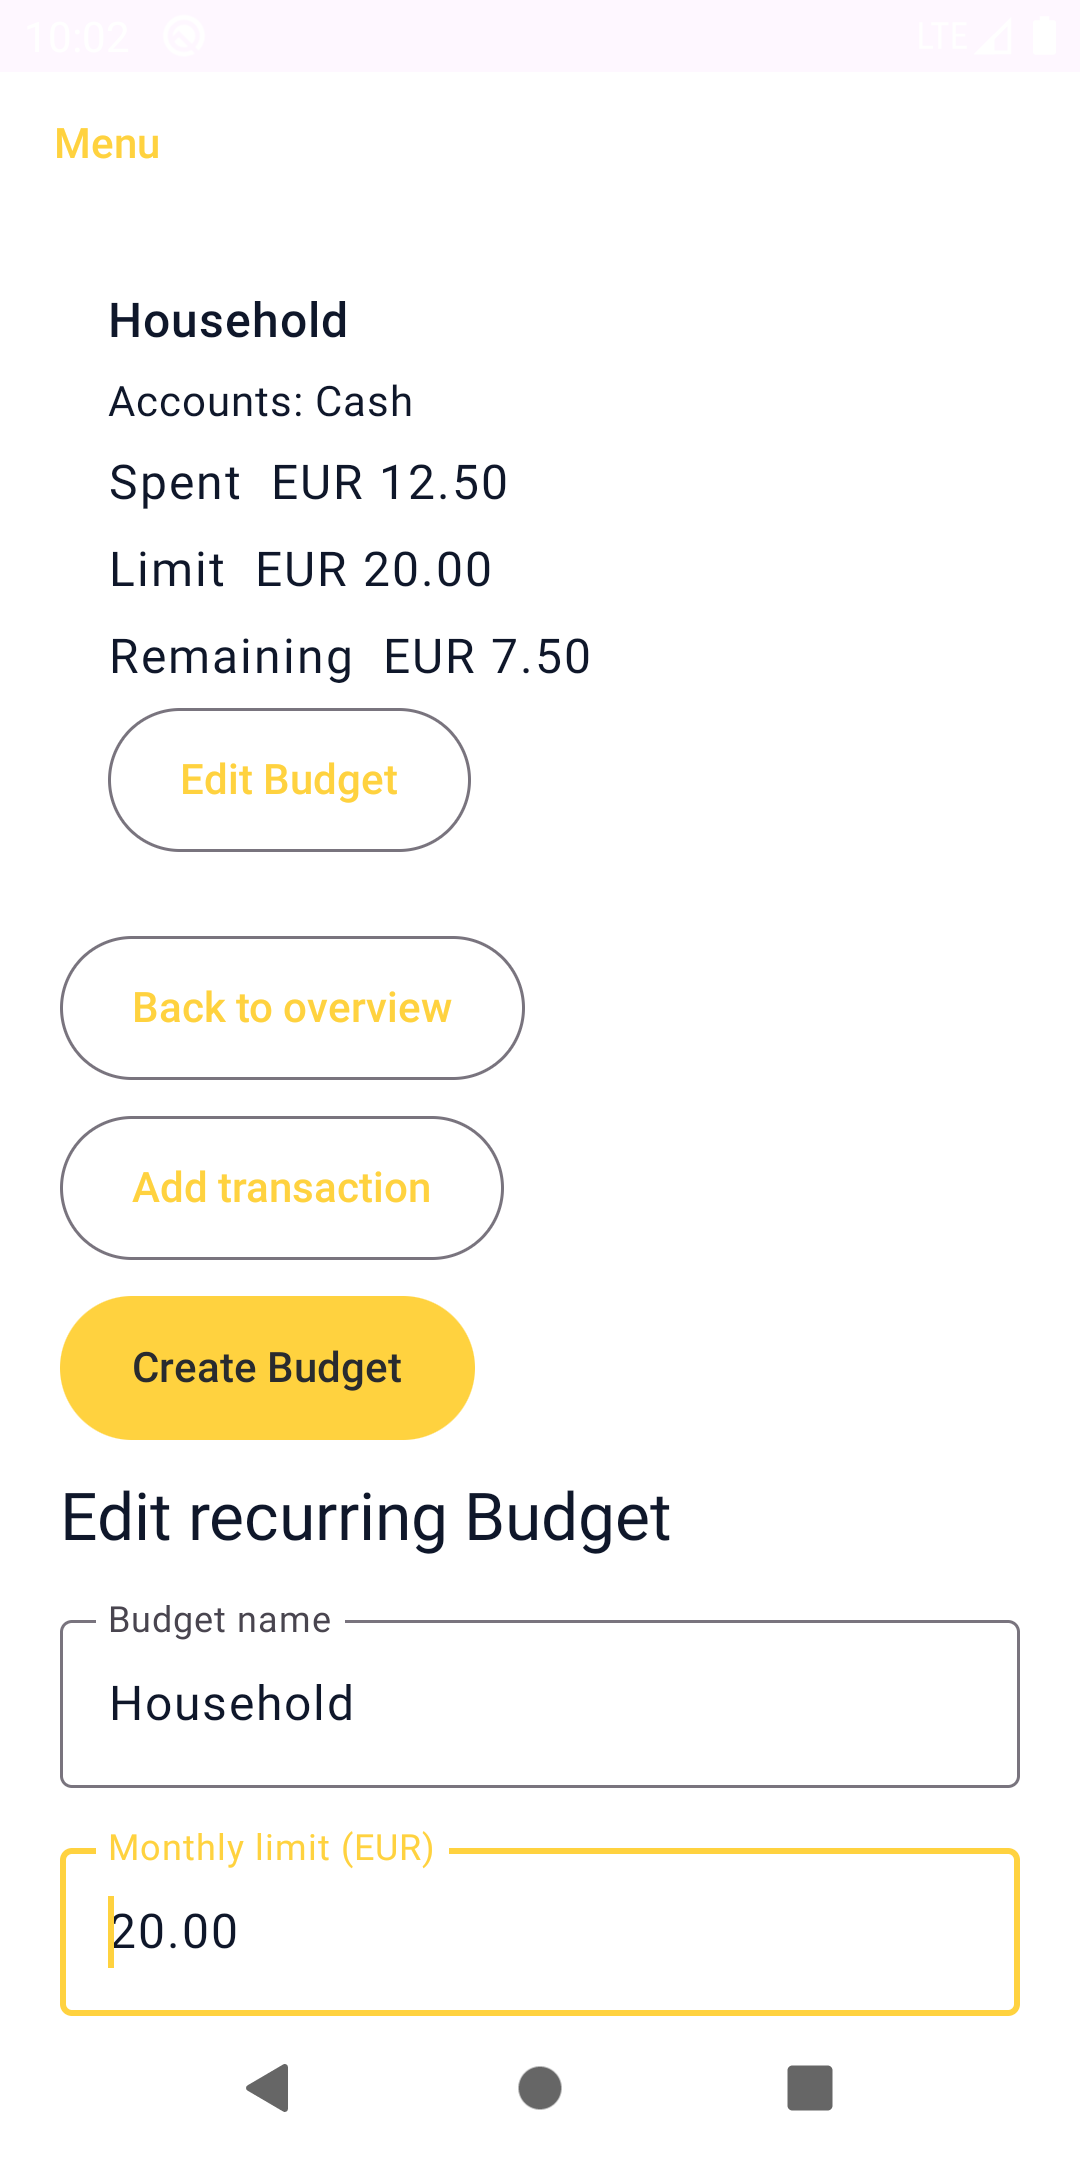 10:02 LTE
Menu
Household
Accounts: Cash
Spent EUR 12.50
Limit EUR 20.00
Remaining EUR 7.50
Edit Budget
Back to overview
Add transaction
Create Budget
Edit recurring Budget
Budget name
Household
Monthly limit (EUR)
20.00